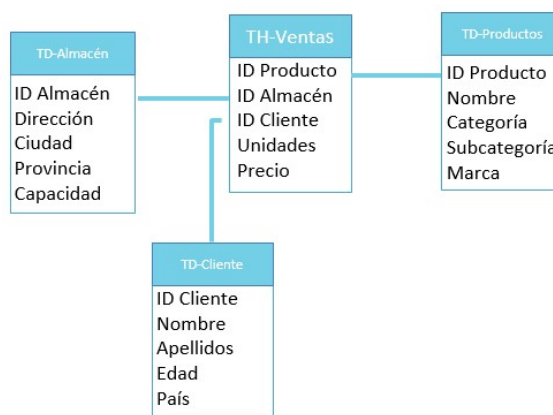 TD-Almacén
ID Almacén
Dirección
Ciudad
Provincia
Capacidad
TH-Ventas
ID Producto
ID Almacén
ID Cliente
Unidades
Precio
TD-Productos
ID Producto
Nombre
Categoría
Subcategoría
Marca
TD-Cliente
ID Cliente
Nombre
Apellidos
Edad
País